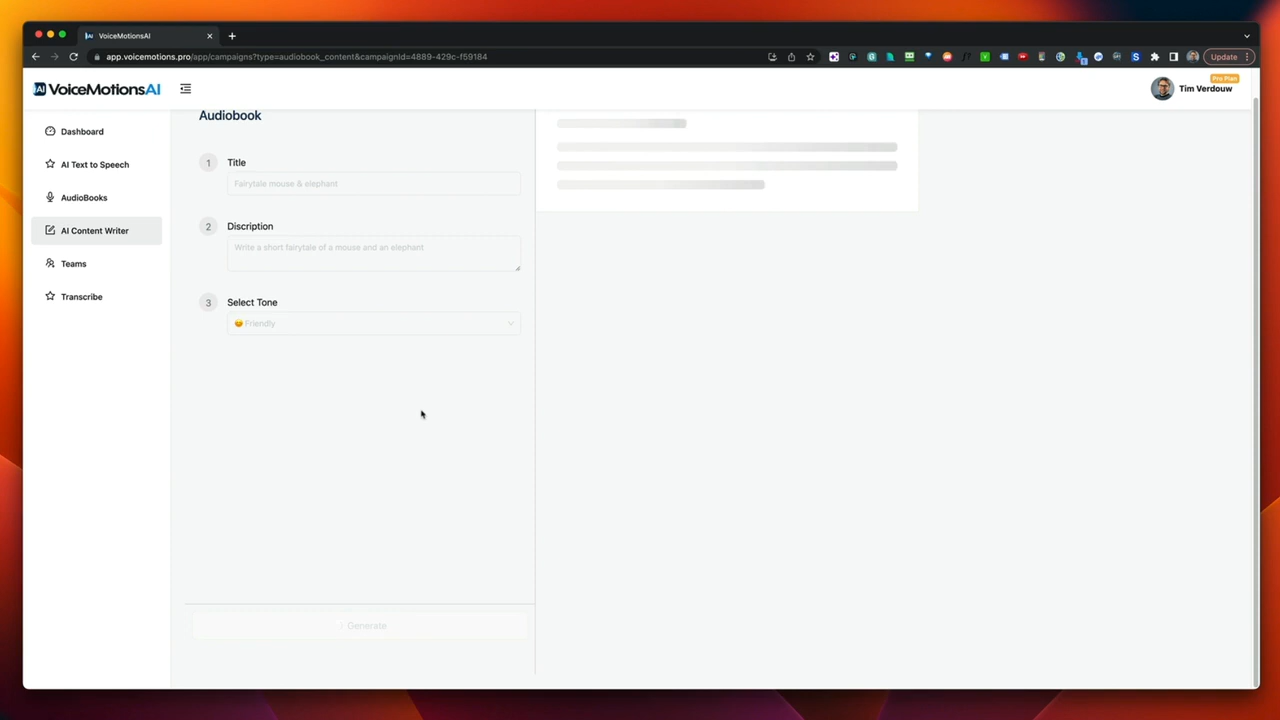 VoiceMotionsAI
app.voicemotions.pro/app/campaigns?type=audiobook_content&campaignId=4889-429c-f59184
Update
AI VoiceMotionsAI
Pro Plan
Tim Verdouw
Dashboard
AI Text to Speech
AudioBooks
AI Content Writer
Teams
Transcribe
Audiobook
1 Title
Fairytale mouse & elephant
2 Discription
Write a short fairytale of a mouse and an elephant
3 Select Tone
😊 Friendly
Generate